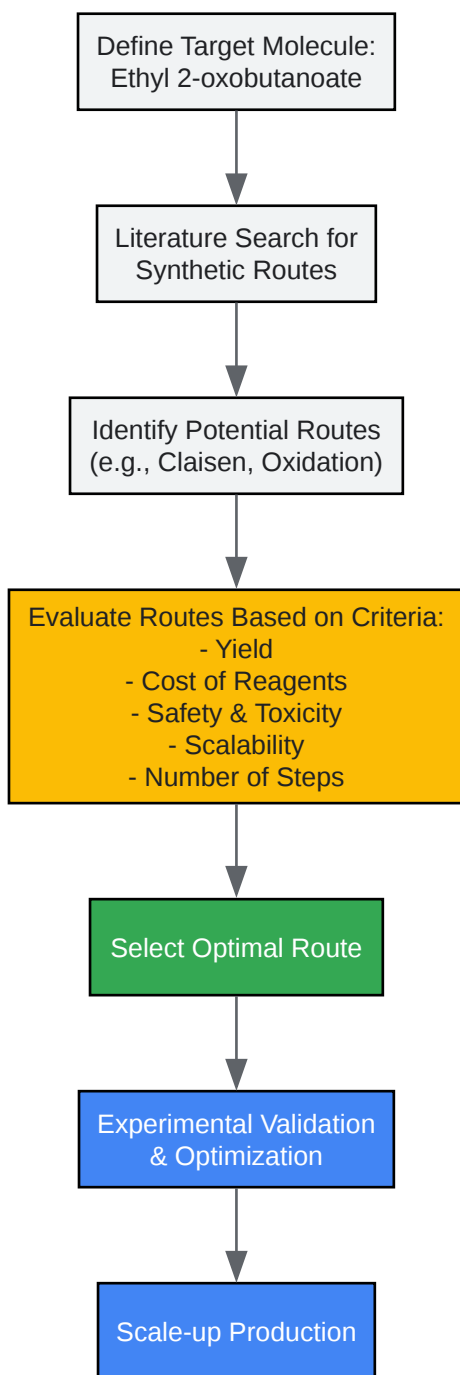 Define Target Molecule:
Ethyl 2-oxobutanoate
Literature Search for
Synthetic Routes
Identify Potential Routes
(e.g., Claisen, Oxidation)
Evaluate Routes Based on Criteria:
- Yield
- Cost of Reagents
- Safety & Toxicity
- Scalability
- Number of Steps
Select Optimal Route
Experimental Validation
& Optimization
Scale-up Production